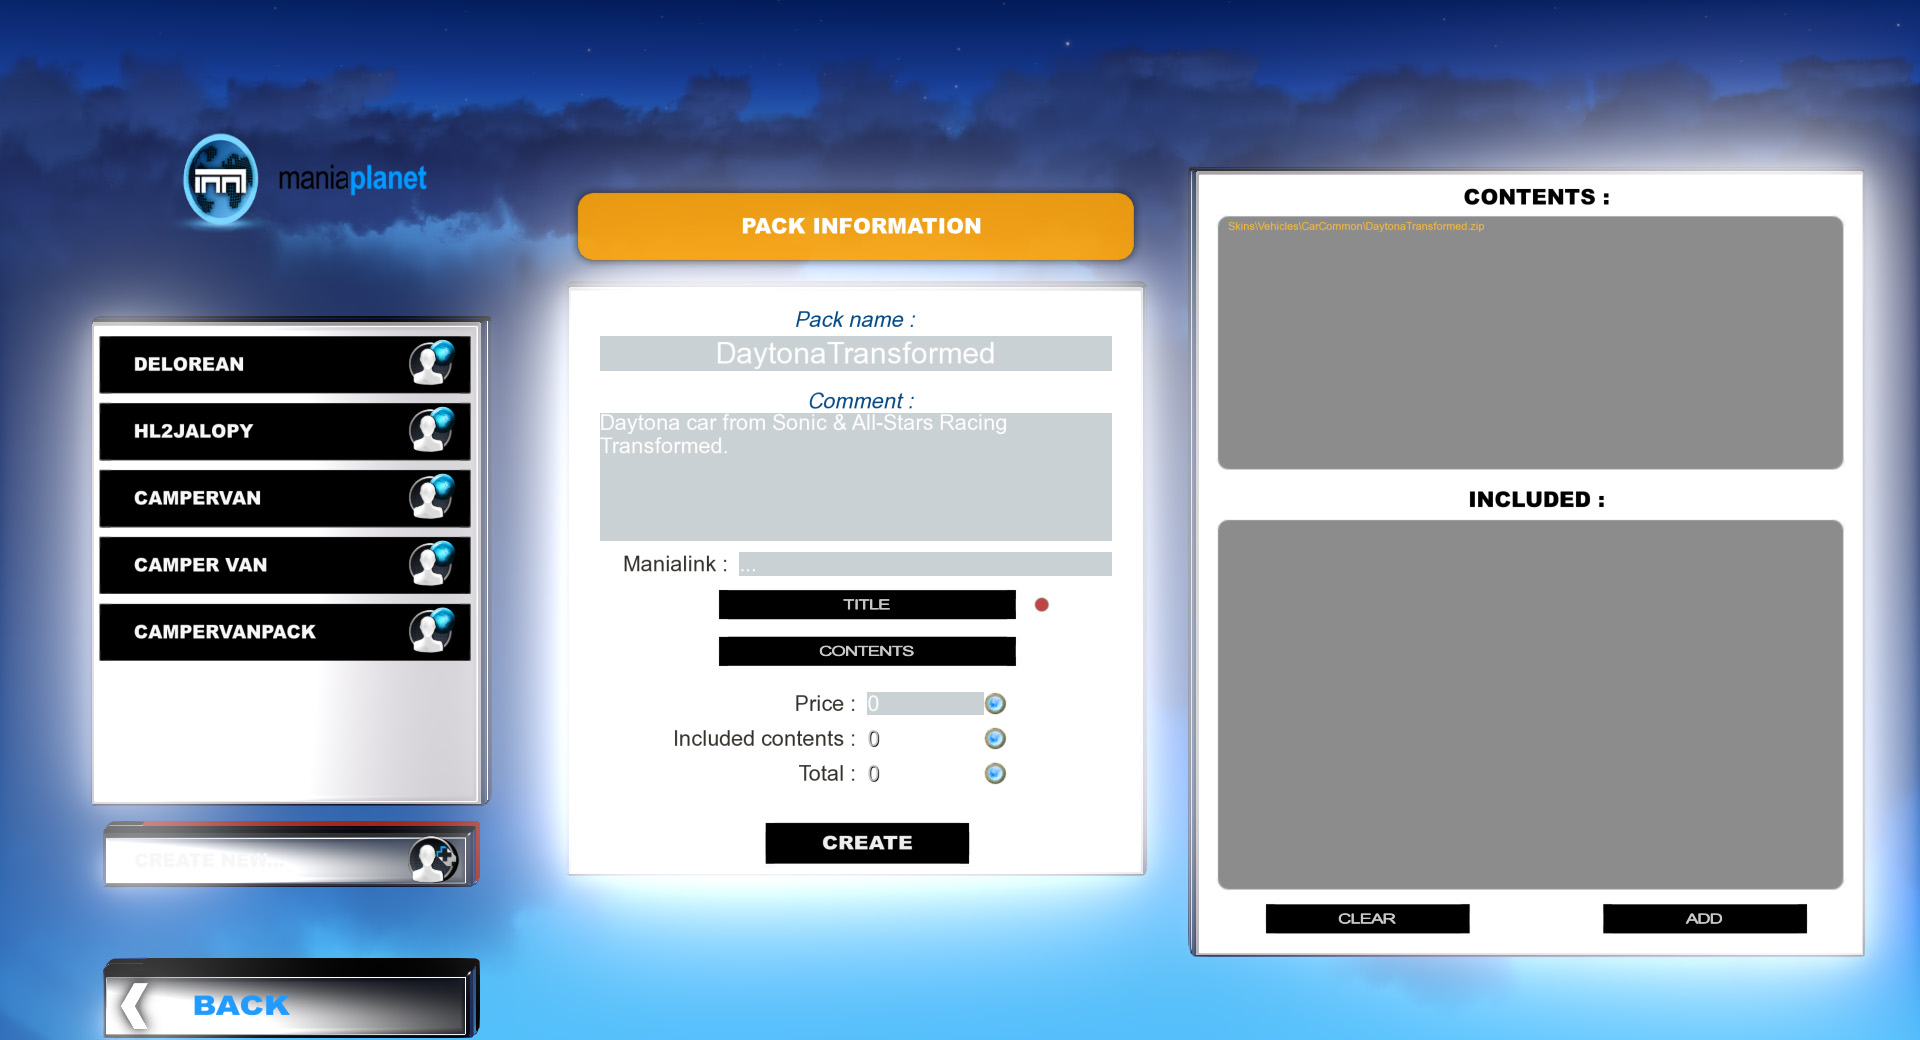 maniaplanet
DELOREAN
HL2JALOPY
CAMPERVAN
CAMPER VAN
CAMPERVANPACK
CREATE NEW...
BACK
PACK INFORMATION
Pack name :
DaytonaTransformed
Comment :
Daytona car from Sonic & All-Stars Racing
Transformed.
Manialink : ...
TITLE
CONTENTS
Price : 0
Included contents : 0
Total : 0
CREATE
CONTENTS :
Skins\Vehicles\CarCommon\DaytonaTransformed.zip
INCLUDED :
CLEAR
ADD